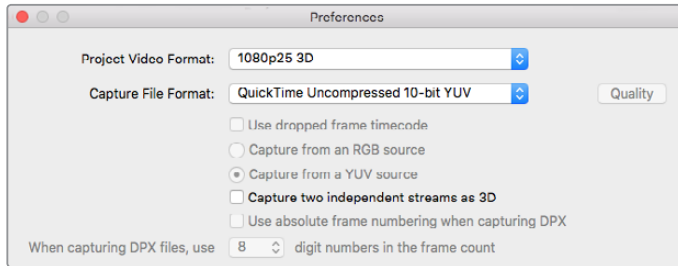 Preferences
Project Video Format: 1080p25 3D
Capture File Format: QuickTime Uncompressed 10-bit YUV Quality
Use dropped frame timecode
Capture from an RGB source
Capture from a YUV source
Capture two independent streams as 3D
Use absolute frame numbering when capturing DPX
When capturing DPX files, use 8 digit numbers in the frame count